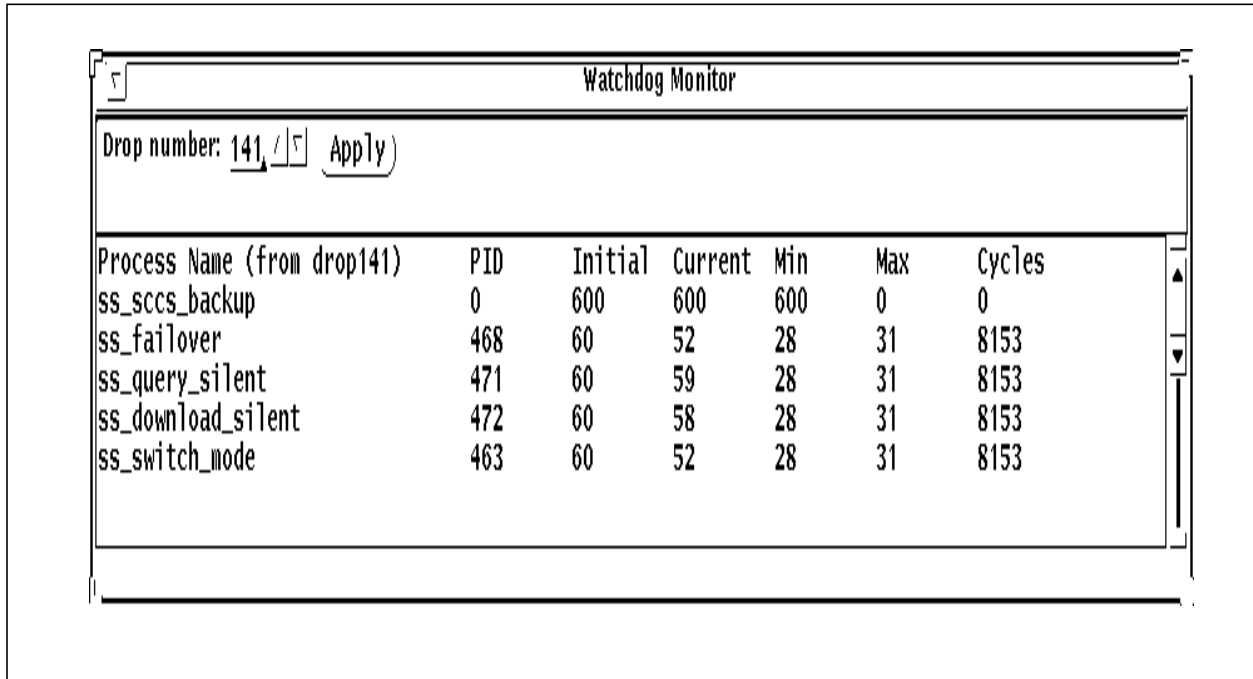 Watchdog Monitor
Drop number: 141 Apply
Process Name (from drop141) PID Initial Current Min Max Cycles
ss_sccs_backup 0 600 600 600 0 0
ss_failover 468 60 52 28 31 8153
ss_query_silent 471 60 59 28 31 8153
ss_download_silent 472 60 58 28 31 8153
ss_switch_mode 463 60 52 28 31 8153